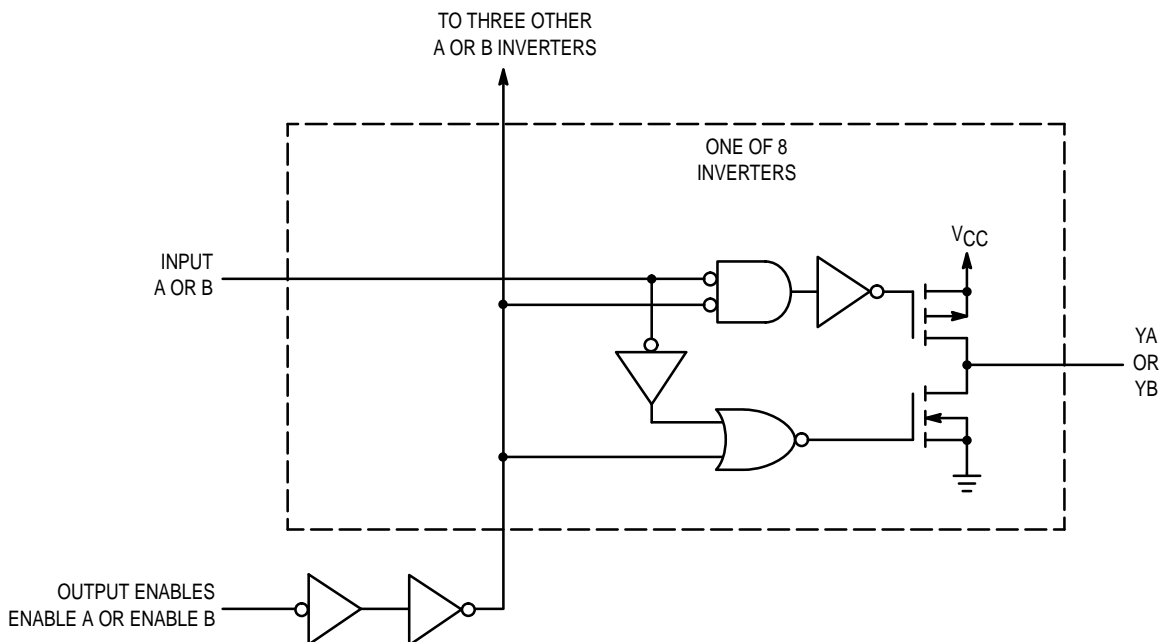 TO THREE OTHER
A OR B INVERTERS
ONE OF 8
INVERTERS
VCC
INPUT
A OR B
YA
OR
YB
OUTPUT ENABLES
ENABLE A OR ENABLE B